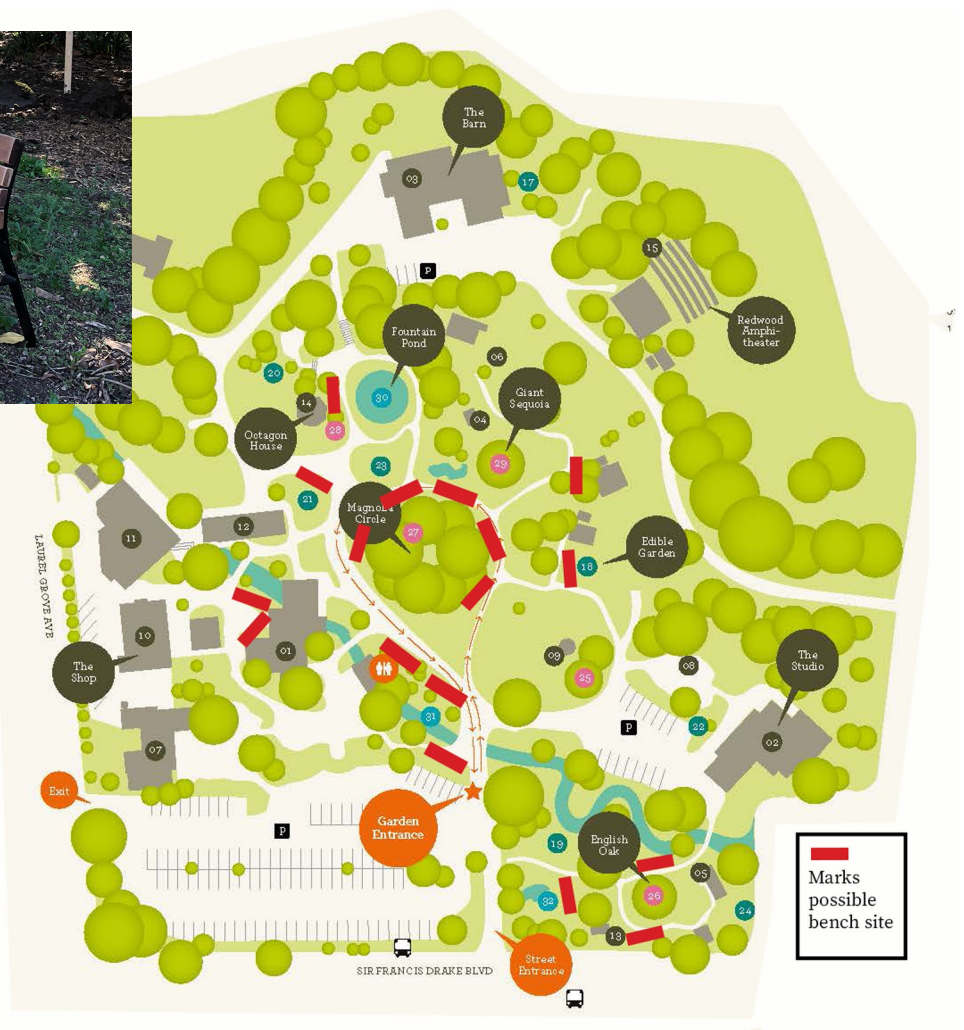 The
Barn
03
17
15
P
Redwood
Amphi-
theater
Fountain
Pond
06
20
30
Giant
Sequoia
14
04
28
Octagon
House
23
29
21
Magnolia
Circle
12
27
11
Edible
Garden
18
LAUREL GROVE AVE
10
01
09
08
The
Studio
The
Shop
25
31
22
P
07
02
Exit
Garden
Entrance
P
English
Oak
19
05
26
32
24
13
Marks
possible
bench site
Street
Entrance
SIR FRANCIS DRAKE BLVD